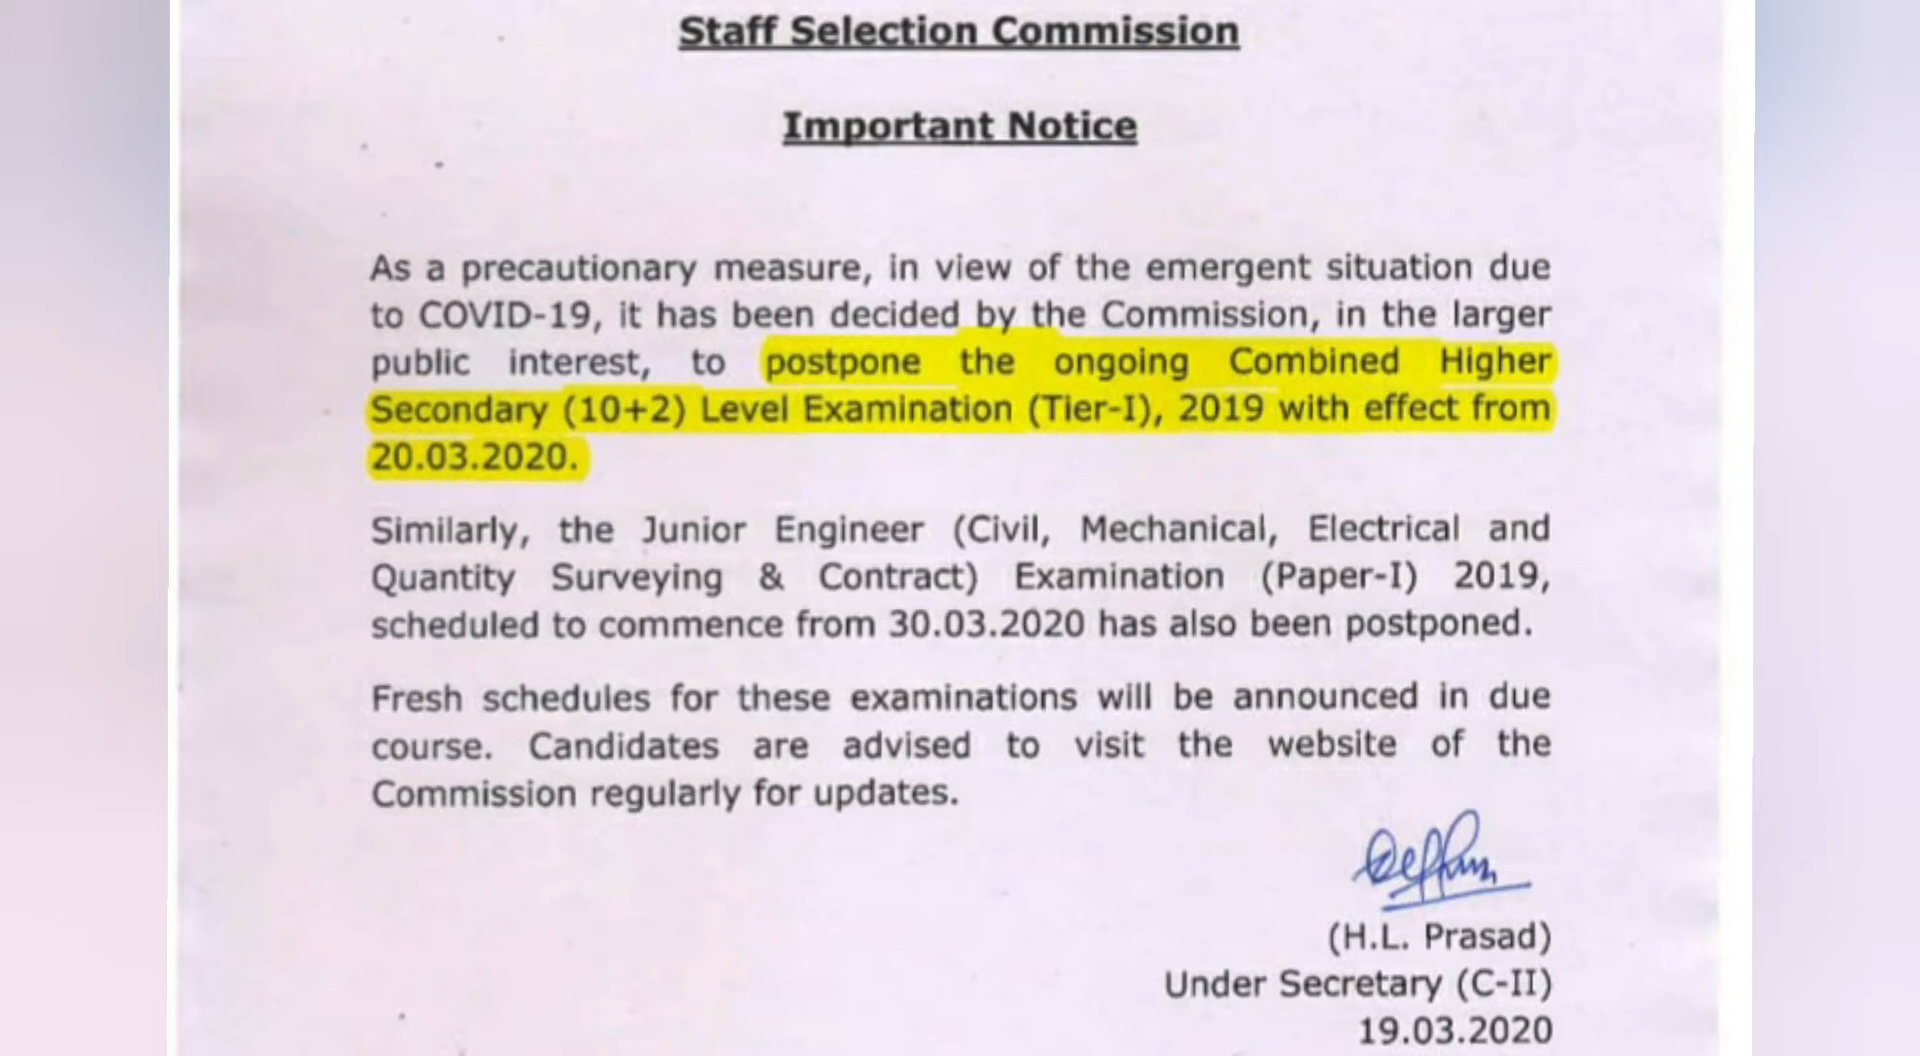 Staff Selection Commission
Important Notice
As a precautionary measure, in view of the emergent situation due
to COVID-19, it has been decided by the Commission, in the larger
public interest, to postpone the ongoing Combined Higher
Secondary (10+2) Level Examination (Tier-I), 2019 with effect from
20.03.2020.
Similarly, the Junior Engineer (Civil, Mechanical, Electrical and
Quantity Surveying & Contract) Examination (Paper-I) 2019,
scheduled to commence from 30.03.2020 has also been postponed.
Fresh schedules for these examinations will be announced in due
course. Candidates are advised to visit the website of the
Commission regularly for updates.
(H.L. Prasad)
Under Secretary (C-II)
19.03.2020